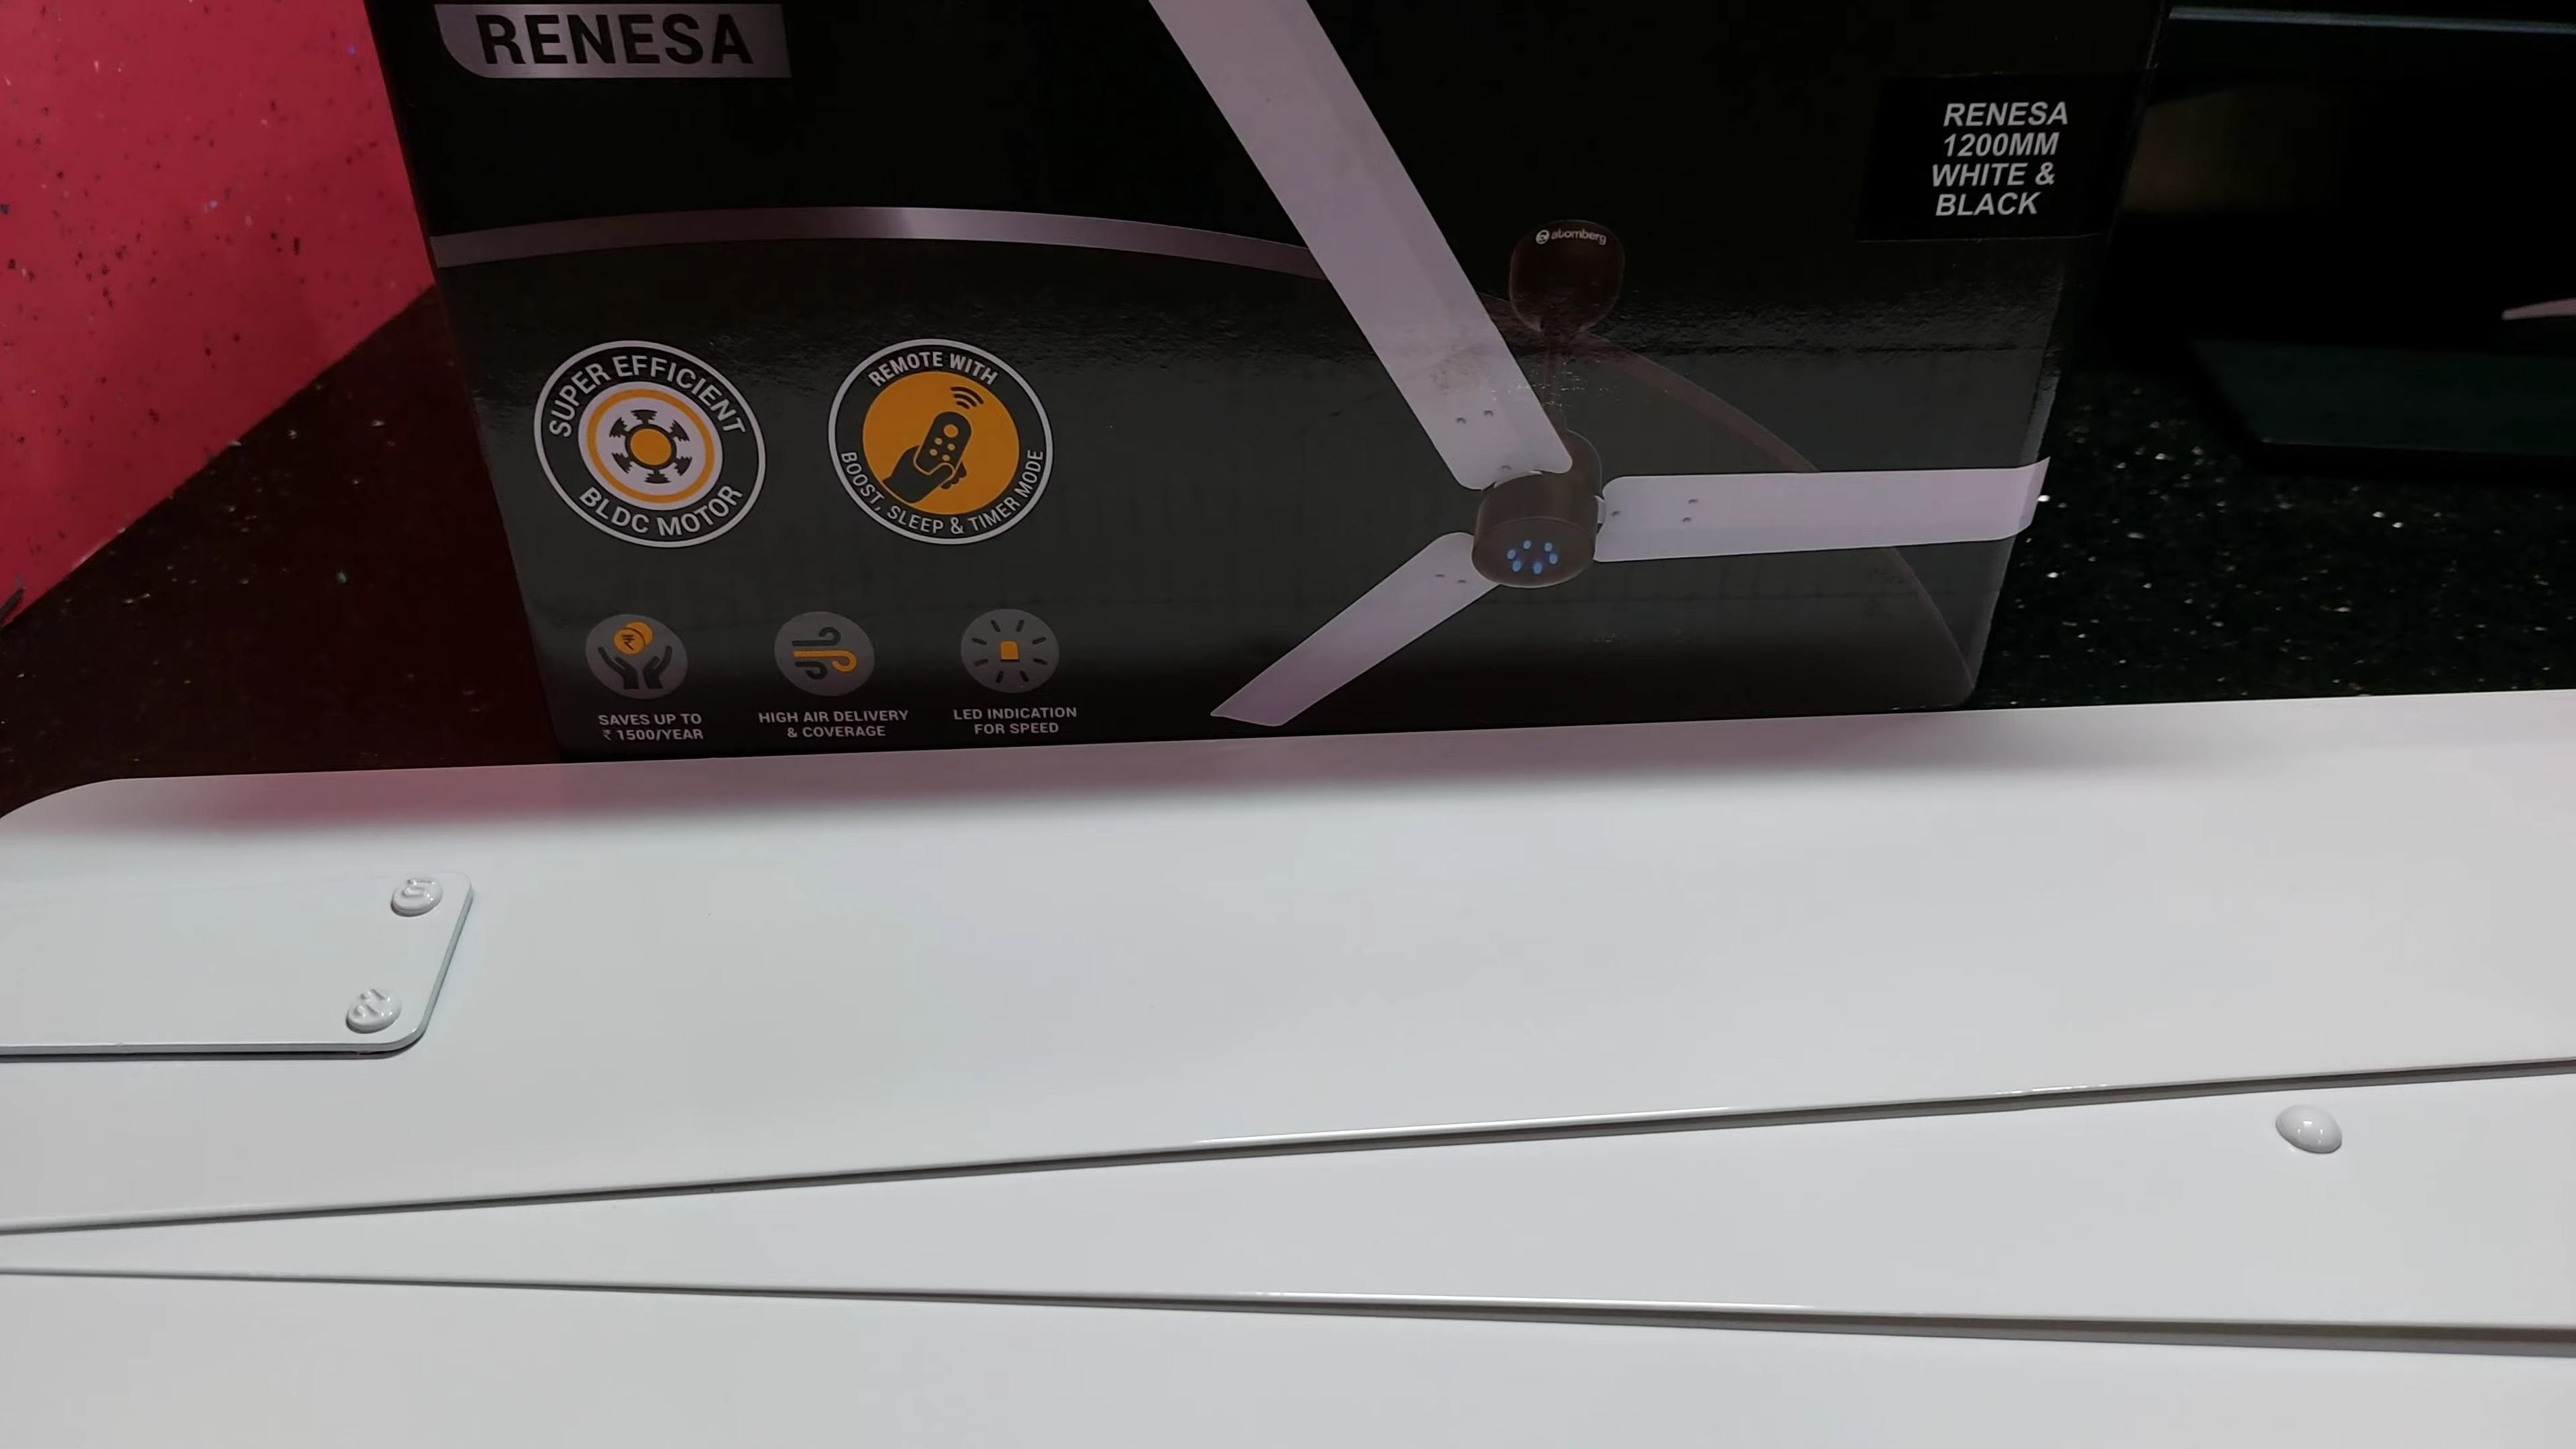 RENESA
RENESA
1200MM
WHITE &
BLACK
atomberg
SUPER EFFICIENT
BLDC MOTOR
REMOTE WITH
BOOST, SLEEP & TIMER MODE
SAVES UP TO
₹ 1500/YEAR
HIGH AIR DELIVERY
& COVERAGE
LED INDICATION
FOR SPEED